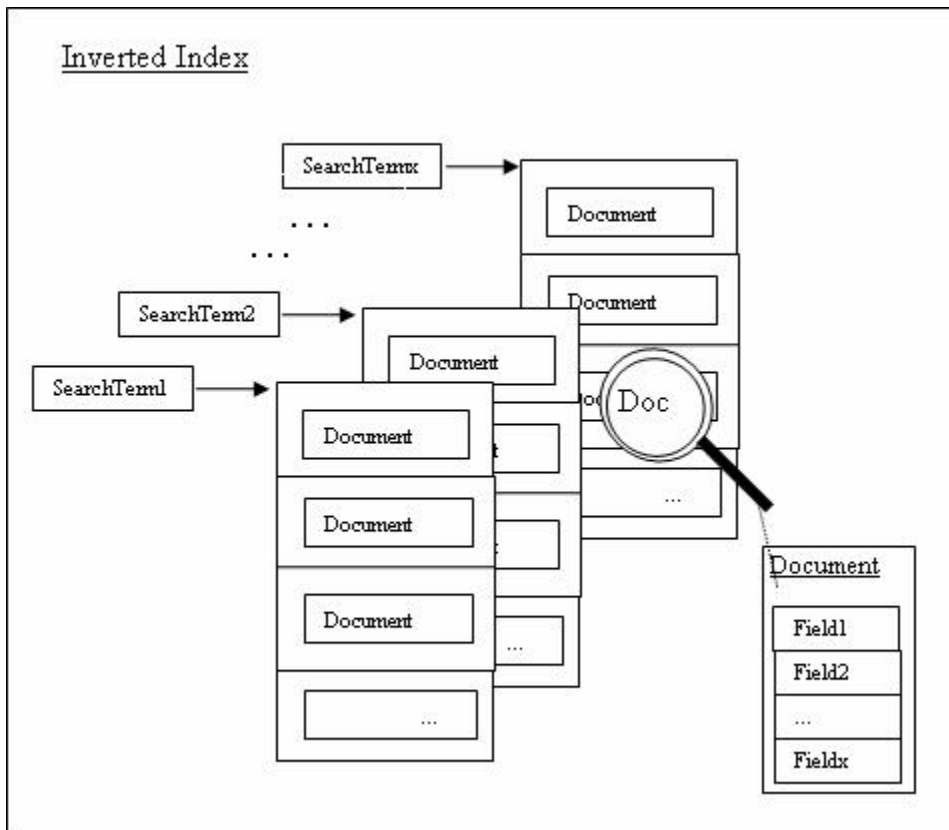 Inverted Index
SearchTermx
Document
...
...
Document
SearchTerm2
Document
Doc
SearchTerm1
Document
...
Document
Document
Document
Field1
...
Field2
...
...
Fieldx